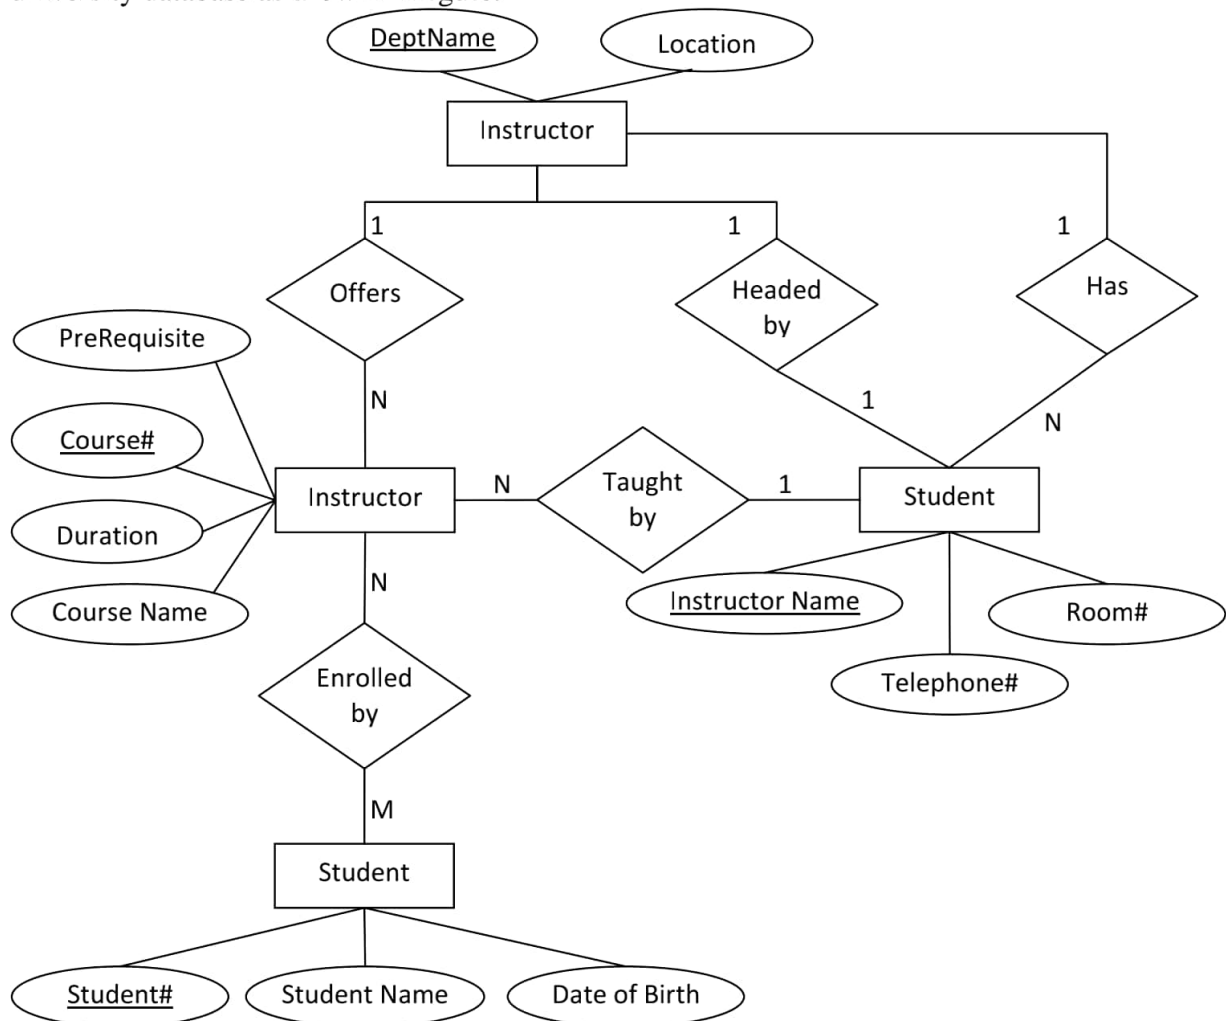 DeptName
Location
Instructor
1
1
1
Offers
Headed
by
Has
PreRequisite
N
1
N
Course#
Instructor
N
Taught
by
1
Student
Duration
Course Name
N
Instructor Name
Room#
Telephone#
Enrolled
by
M
Student
Student#
Student Name
Date of Birth